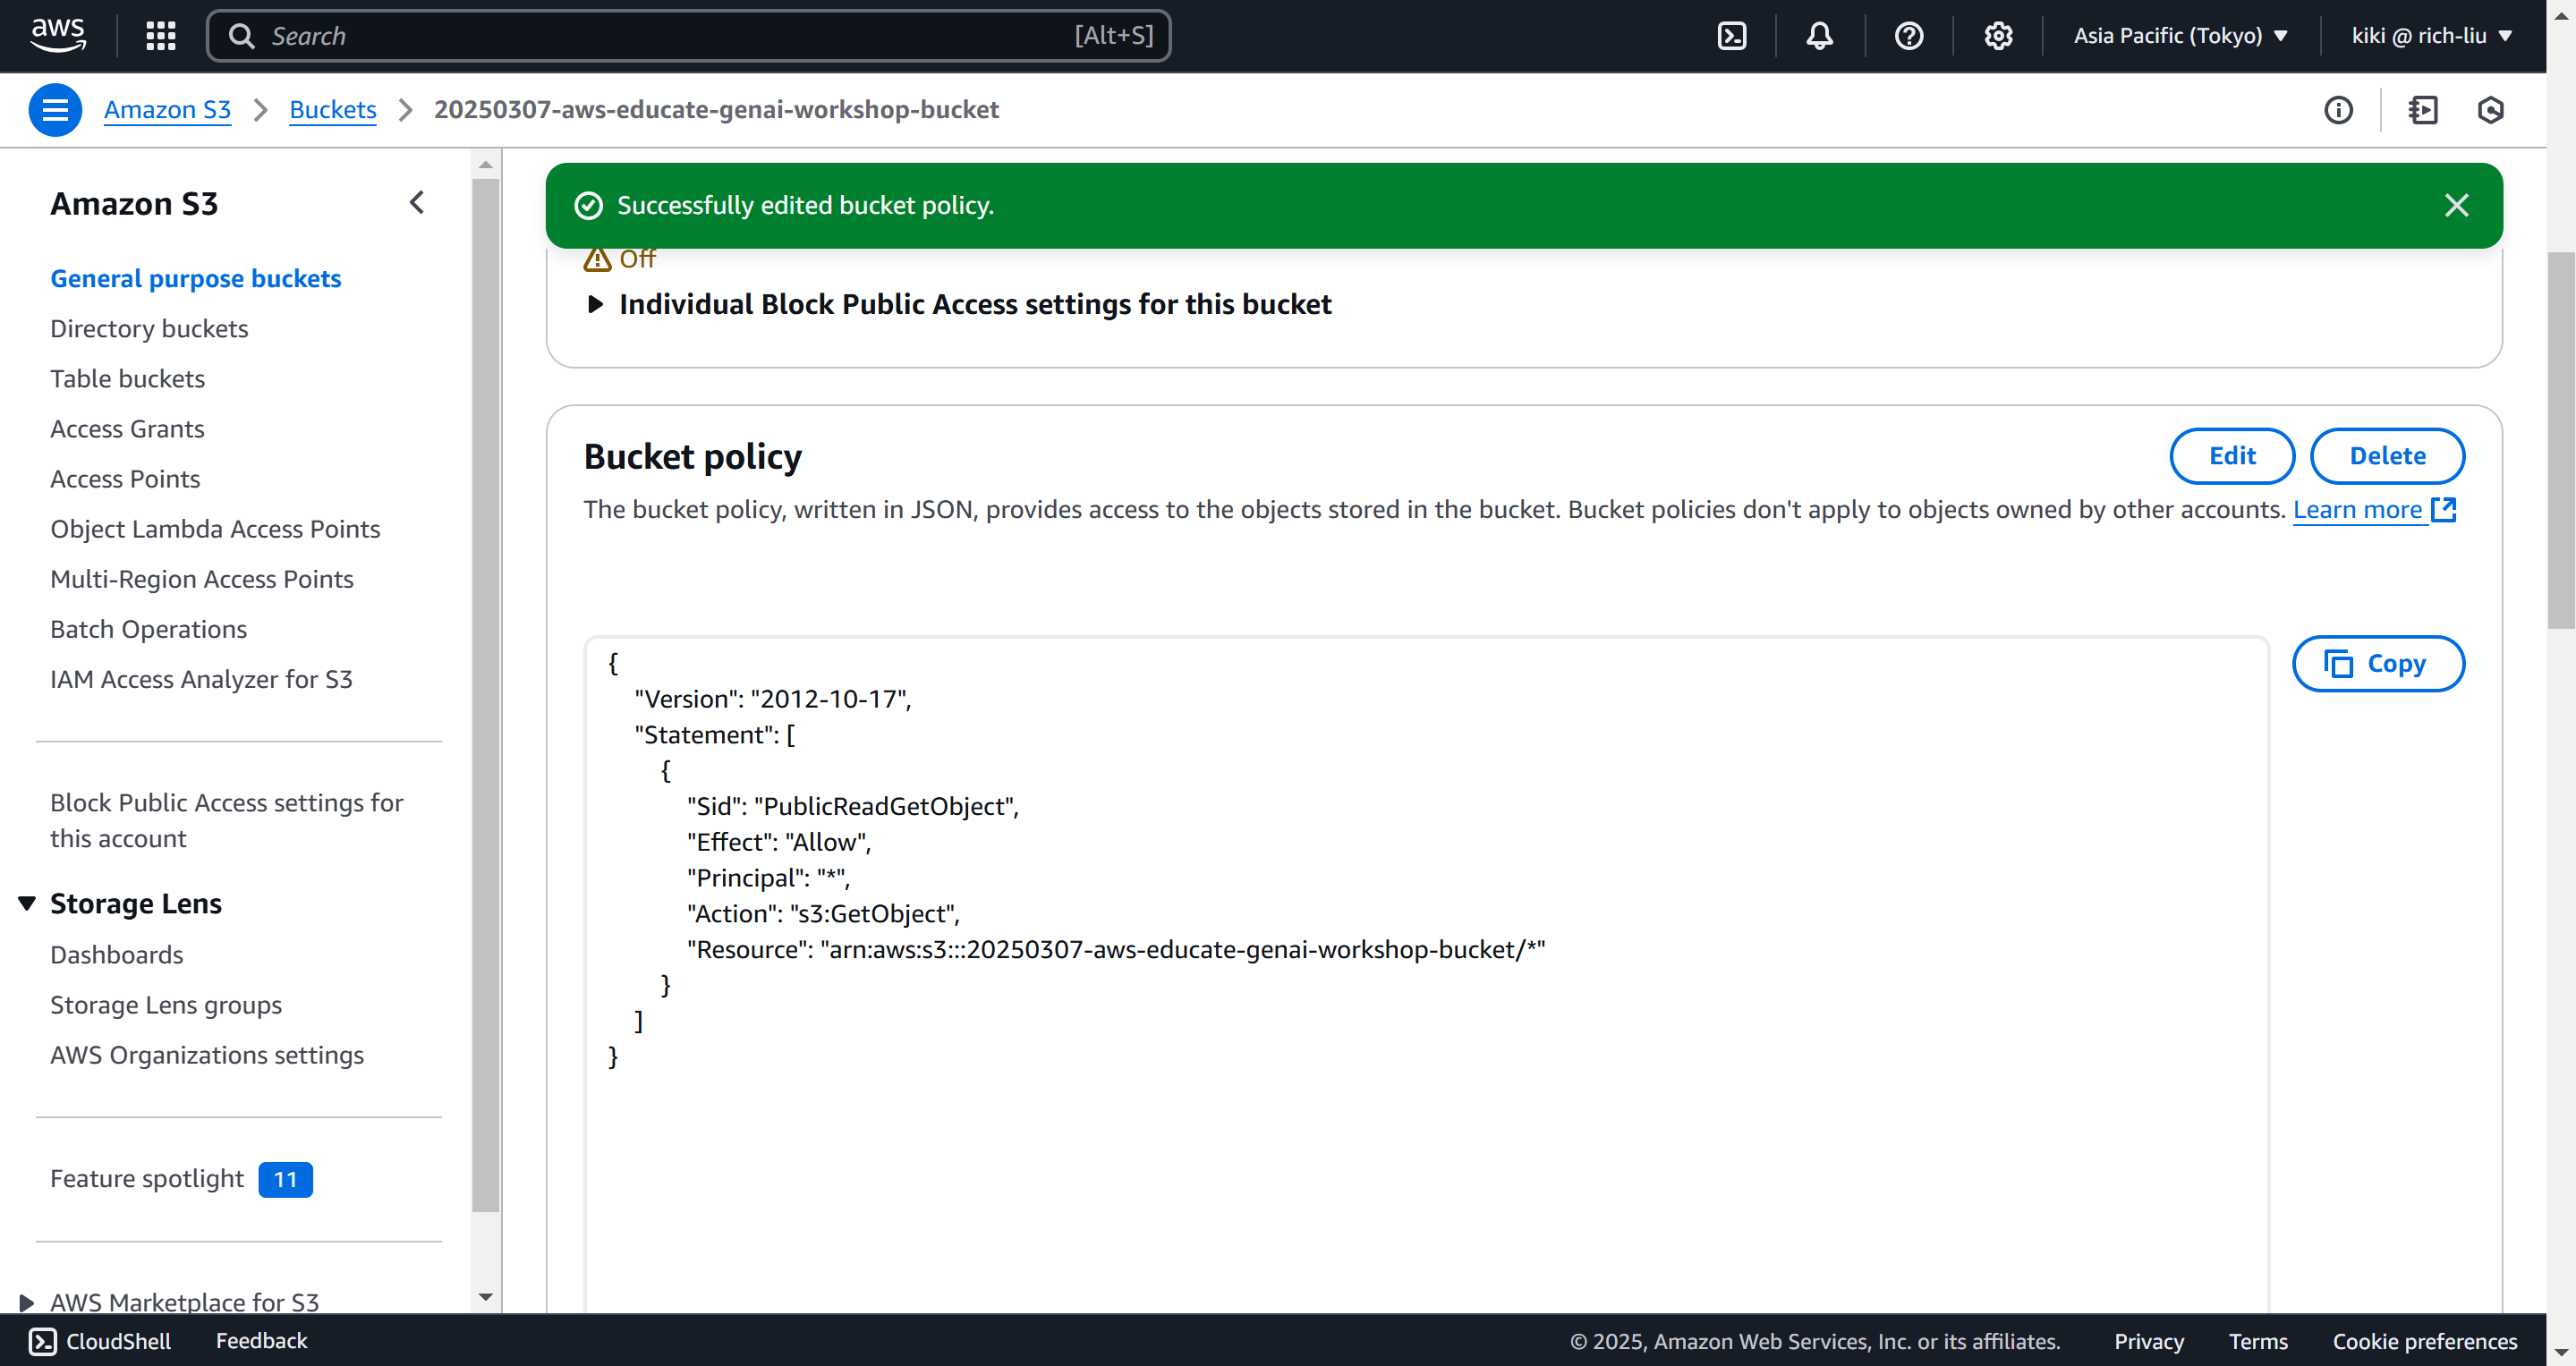 aws
Search [Alt+S]
Asia Pacific (Tokyo)
kiki @ rich-liu
Amazon S3
Buckets
20250307-aws-educate-genai-workshop-bucket
Amazon S3
General purpose buckets
Directory buckets
Table buckets
Access Grants
Access Points
Object Lambda Access Points
Multi-Region Access Points
Batch Operations
IAM Access Analyzer for S3
Block Public Access settings for
this account
Storage Lens
Dashboards
Storage Lens groups
AWS Organizations settings
Feature spotlight 11
AWS Marketplace for S3
Successfully edited bucket policy.
Off
Individual Block Public Access settings for this bucket
Bucket policy
Edit
Delete
The bucket policy, written in JSON, provides access to the objects stored in the bucket. Bucket policies don't apply to objects owned by other accounts. Learn more
Copy
{
"Version": "2012-10-17",
"Statement": [
{
"Sid": "PublicReadGetObject",
"Effect": "Allow",
"Principal": "*",
"Action": "s3:GetObject",
"Resource": "arn:aws:s3:::20250307-aws-educate-genai-workshop-bucket/*"
}
]
}
CloudShell
Feedback
© 2025, Amazon Web Services, Inc. or its affiliates.
Privacy
Terms
Cookie preferences